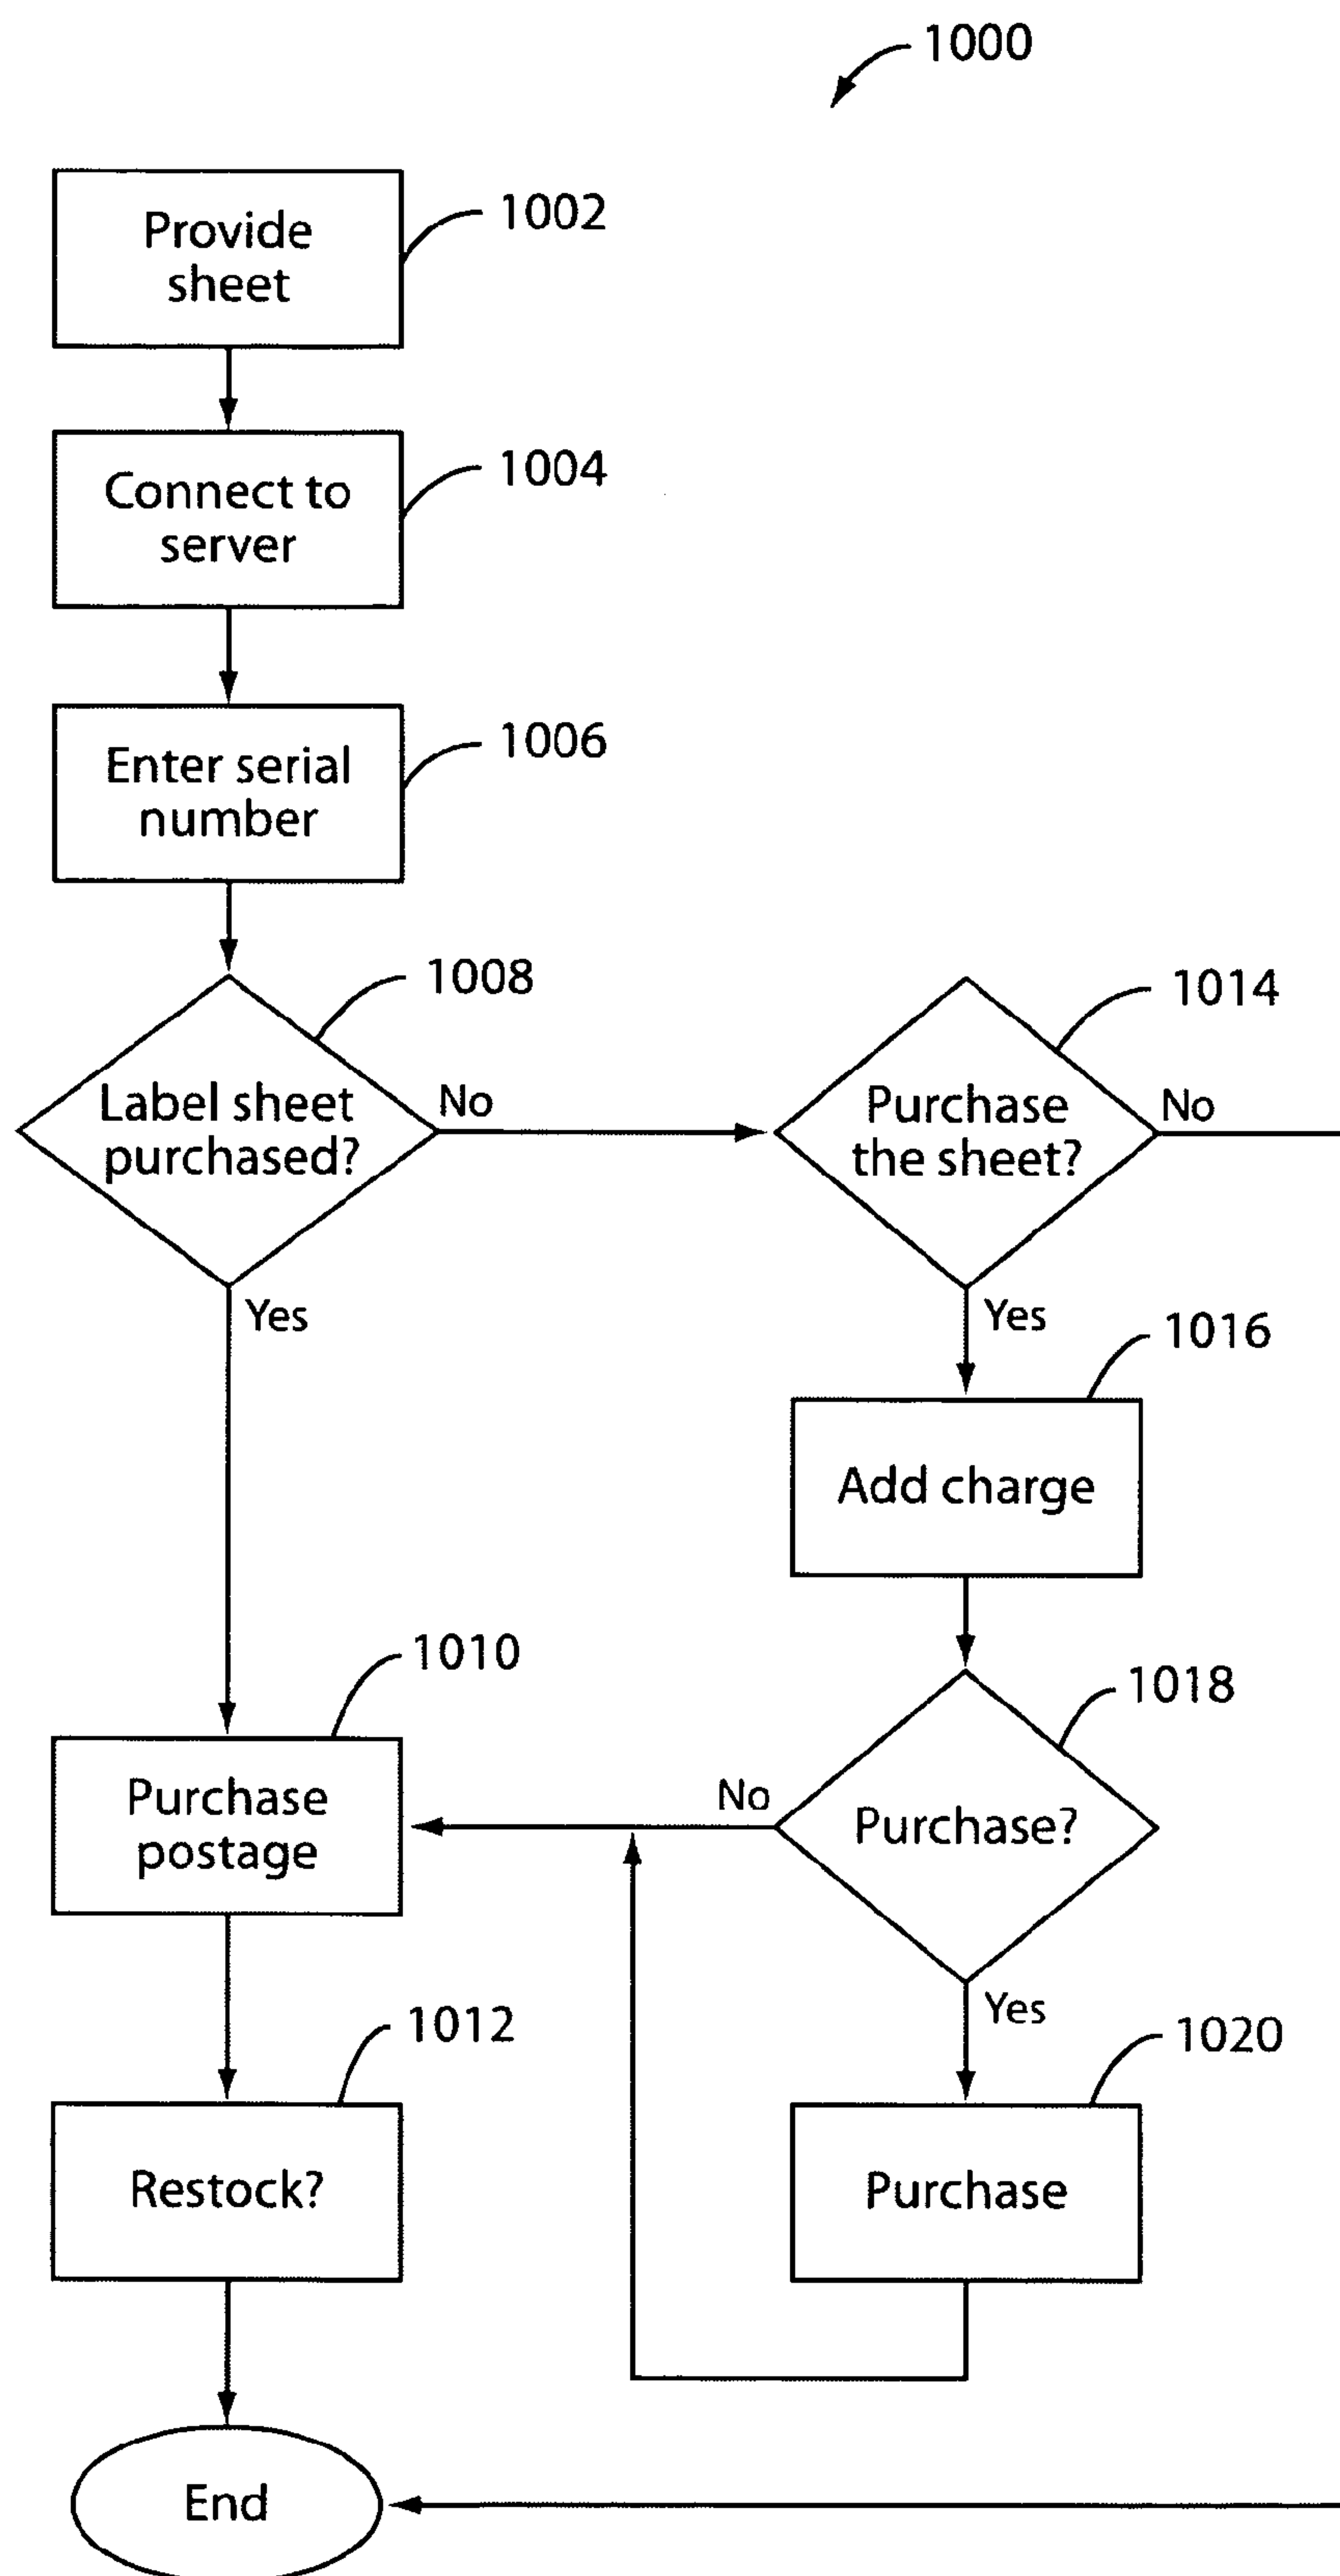 1000
Provide
sheet
1002
Connect to
server
1004
Enter serial
number
1006
Label sheet
purchased?
1008
No
Yes
Purchase
the sheet?
1014
No
Yes
Add charge
1016
Purchase
postage
1010
Purchase?
1018
No
Yes
Restock?
1012
Purchase
1020
End